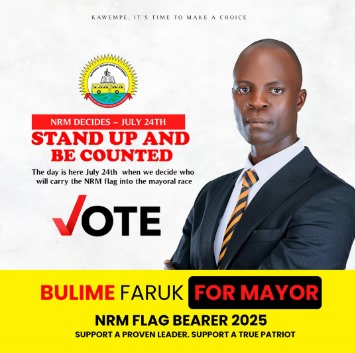 KAWEMPE, IT'S TIME TO MAKE A CHOICE
NRM DECIDES – JULY 24TH
STAND UP AND
BE COUNTED
The day is here July 24th when we decide who
will carry the NRM flag into the mayoral race
VOTE
BULIME FARUK FOR MAYOR
NRM FLAG BEARER 2025
SUPPORT A PROVEN LEADER. SUPPORT A TRUE PATRIOT